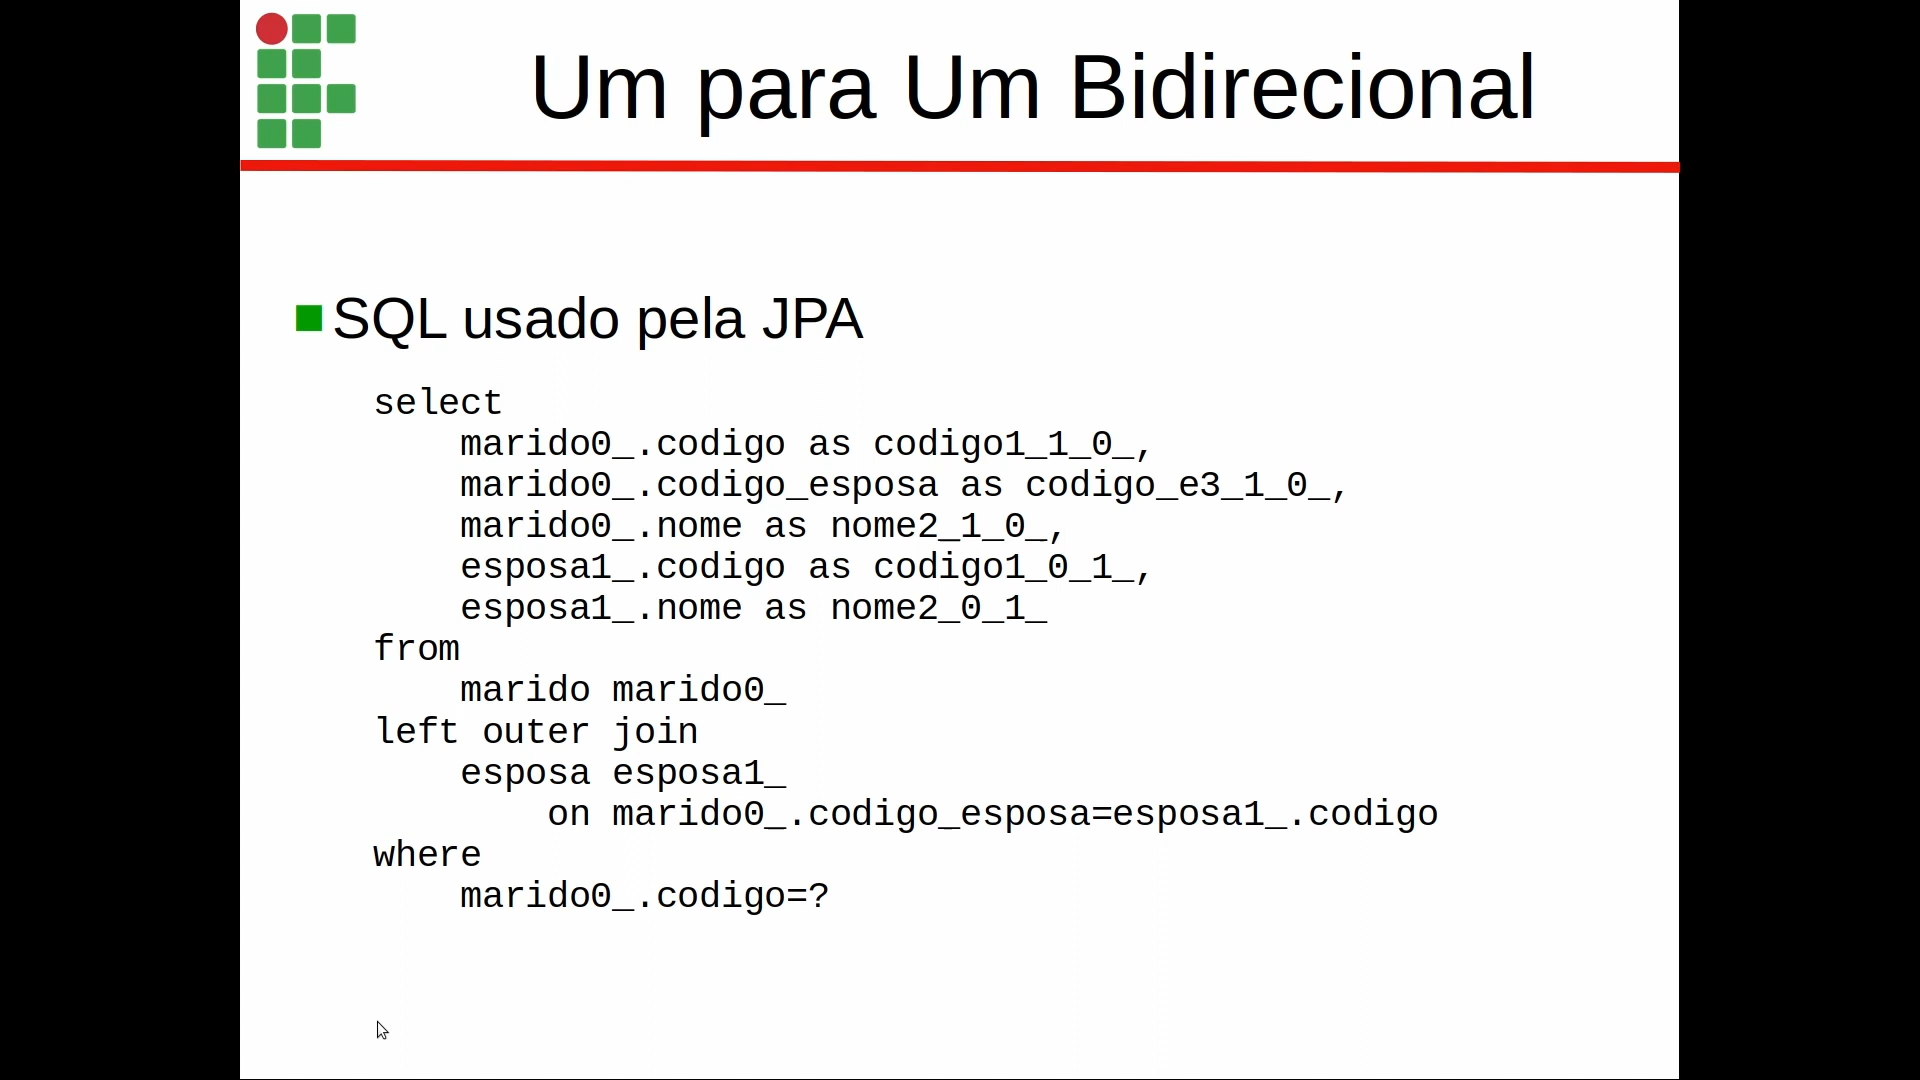 Um para Um Bidirecional
SQL usado pela JPA
select
marido0_.codigo as codigo1_1_0_,
marido0_.codigo_esposa as codigo_e3_1_0_,
marido0_.nome as nome2_1_0_,
esposa1_.codigo as codigo1_0_1_,
esposa1_.nome as nome2_0_1_
from
marido marido0_
left outer join
esposa esposa1_
on marido0_.codigo_esposa=esposa1_.codigo
where
marido0_.codigo=?